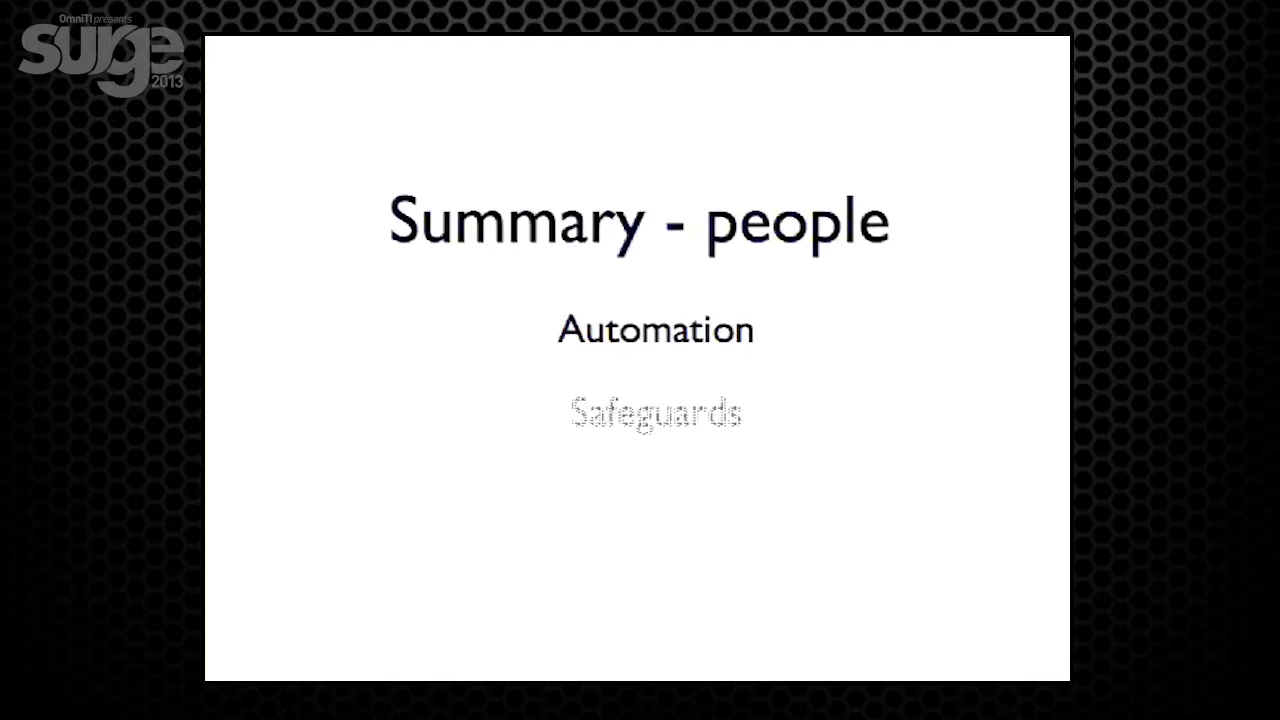 OmniTI presents
surge
2013
Summary - people
Automation
Safeguards